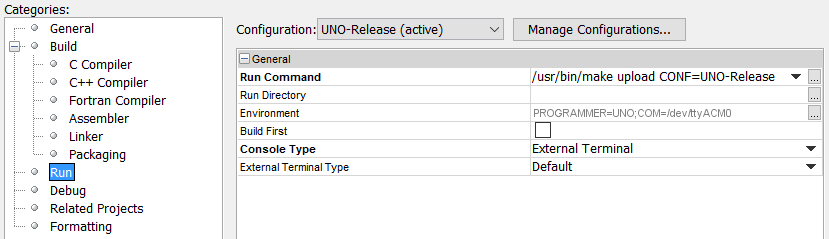 Categories:
General
Build
C Compiler
C++ Compiler
Fortran Compiler
Assembler
Linker
Packaging
Run
Debug
Related Projects
Formatting
Configuration: UNO-Release (active) Manage Configurations...
General
Run Command /usr/bin/make upload CONF=UNO-Release ...
Run Directory ...
Environment PROGRAMMER=UNO;COM=/dev/ttyACM0 ...
Build First
Console Type External Terminal
External Terminal Type Default